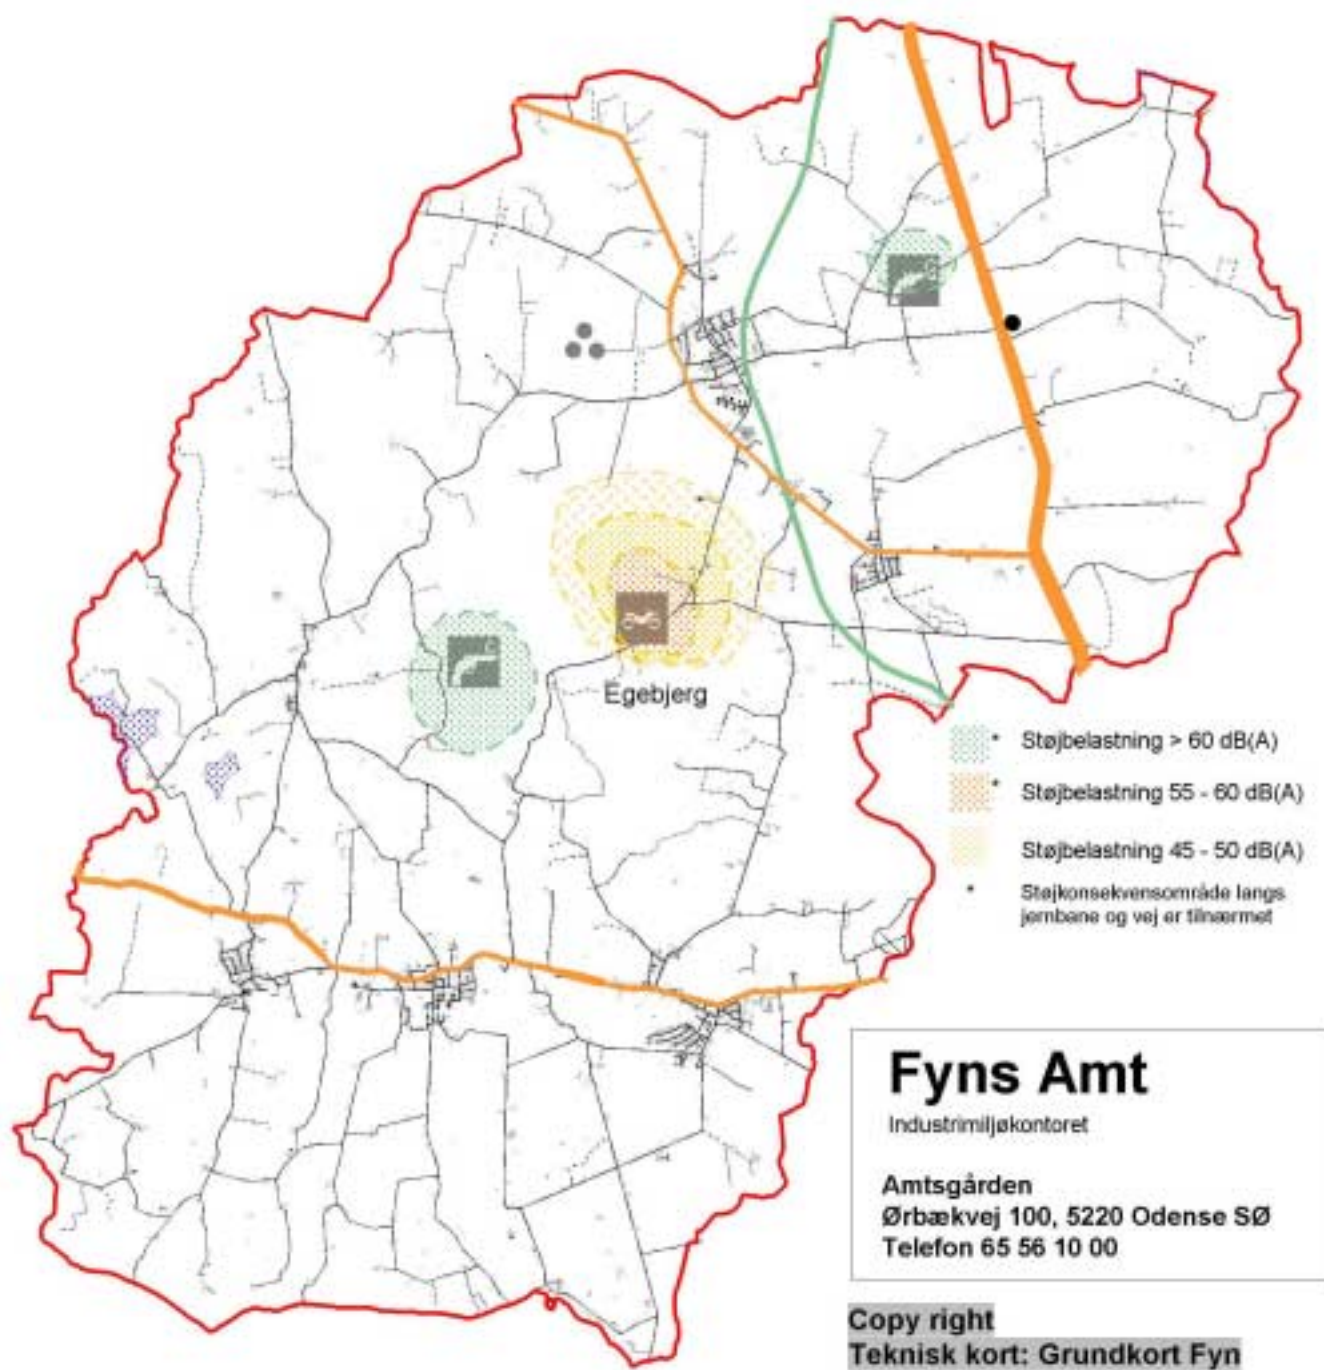 Egebjerg
* Støjbelastning > 60 dB(A)
* Støjbelastning 55 - 60 dB(A)
Støjbelastning 45 - 50 dB(A)
* Støjkonsekvensområde langs
jernbane og vej er tilnærmet
Fyns Amt
Industrimiljøkontoret
Amtsgården
Ørbækvej 100, 5220 Odense SØ
Telefon 65 56 10 00
Copy right
Teknisk kort: Grundkort Fyn